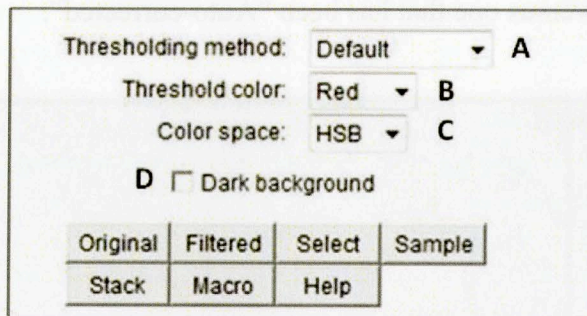 Thresholding method: Default A
Threshold color: Red B
Color space: HSB C
D Dark background
Original Filtered Select Sample
Stack Macro Help